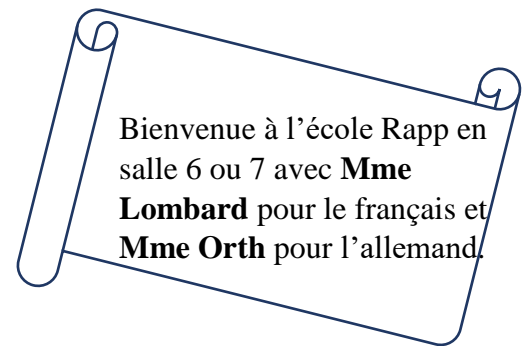 Bienvenue à l’école Rapp en
salle 6 ou 7 avec Mme
Lombard pour le français et
Mme Orth pour l’allemand.